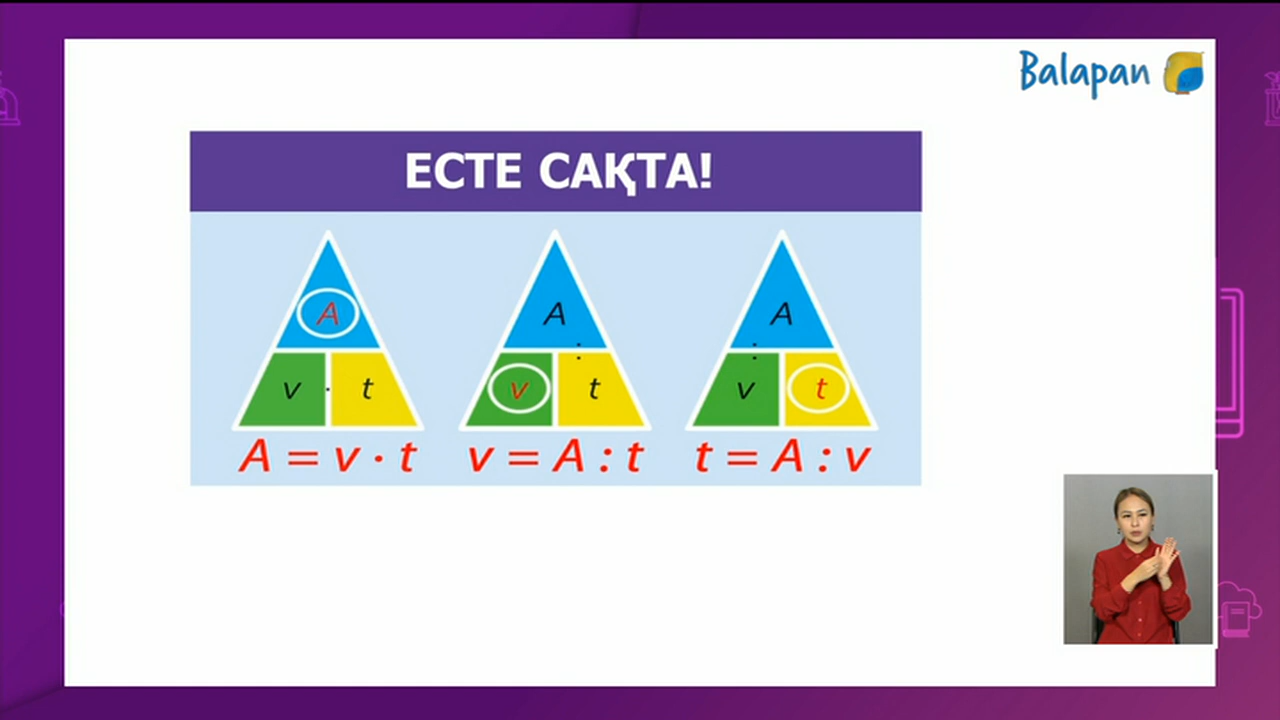 Balapan
ЕСТЕ САҚТА!
A
A
A
v · t
v : t
v : t
A = v · t
v = A : t
t = A : v